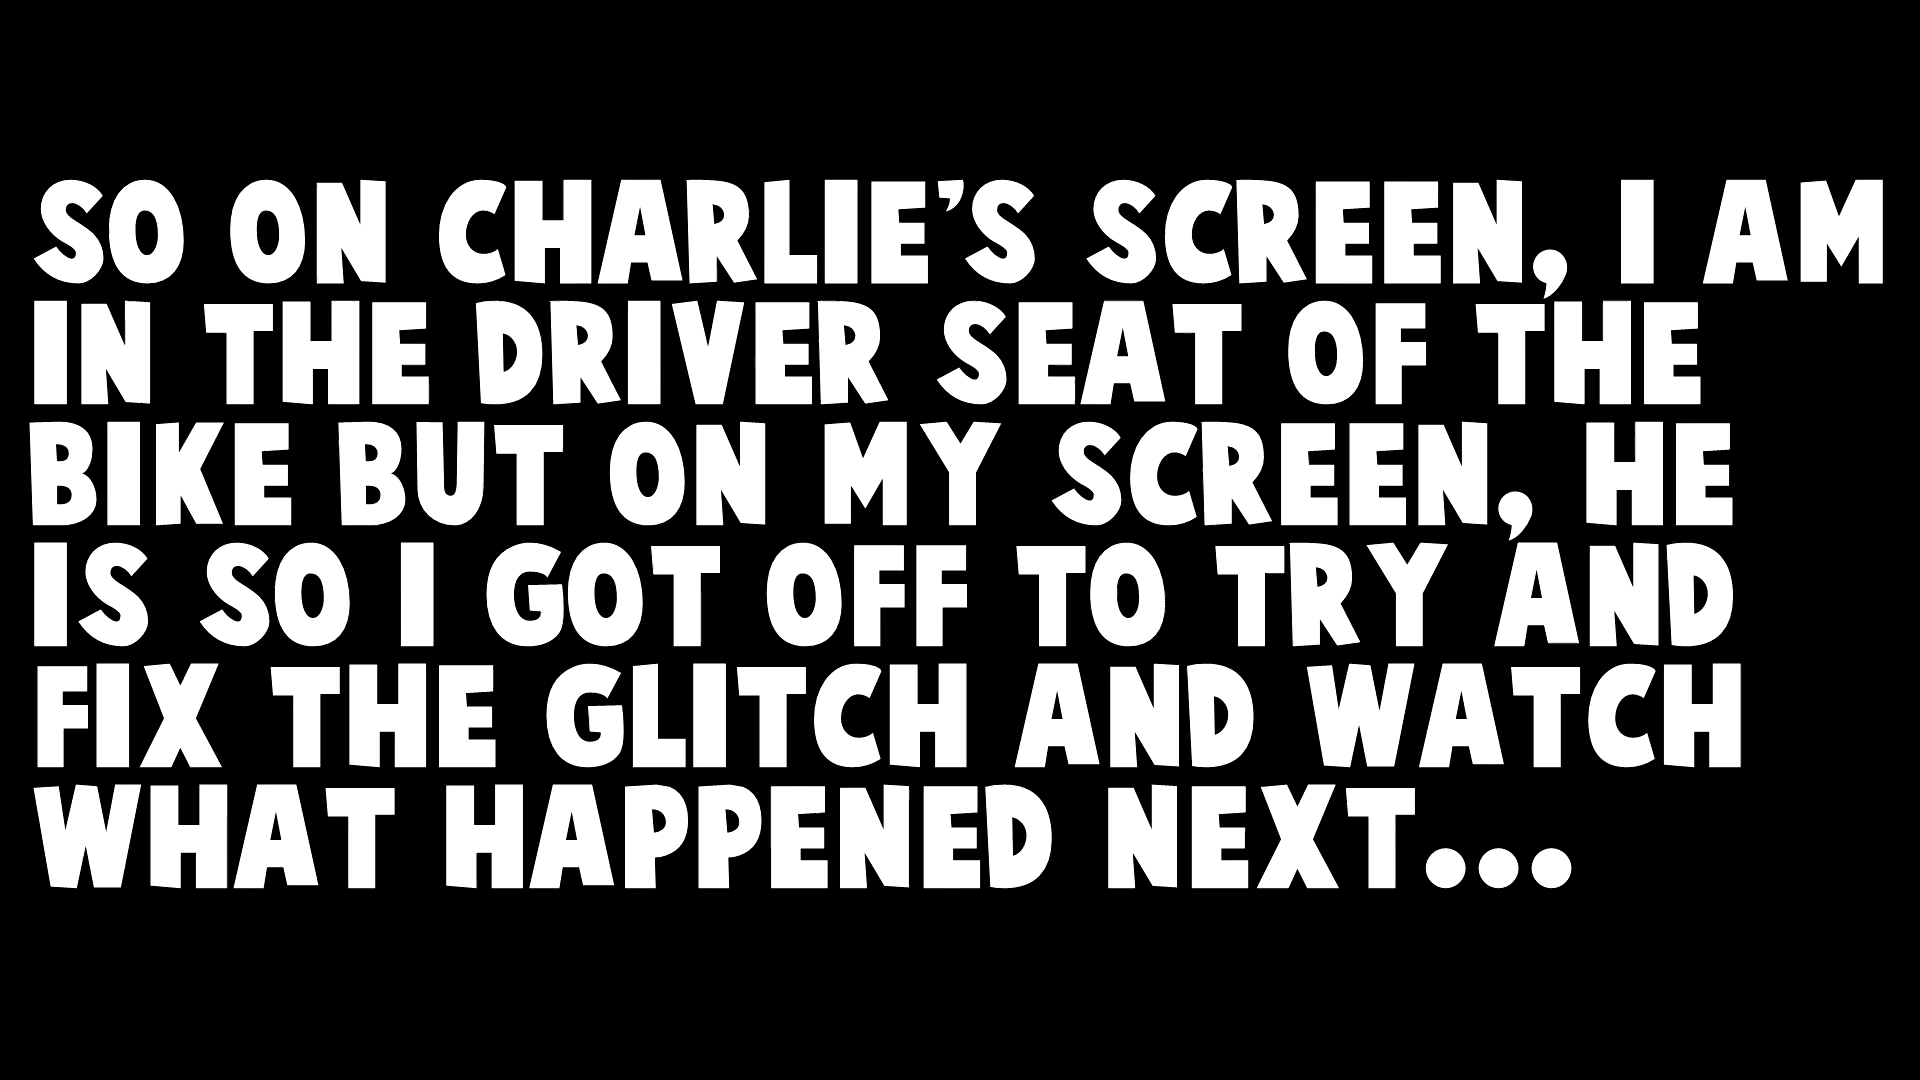 SO ON CHARLIE'S SCREEN, I AM
IN THE DRIVER SEAT OF THE
BIKE BUT ON MY SCREEN, HE
IS SO I GOT OFF TO TRY AND
FIX THE GLITCH AND WATCH
WHAT HAPPENED NEXT...